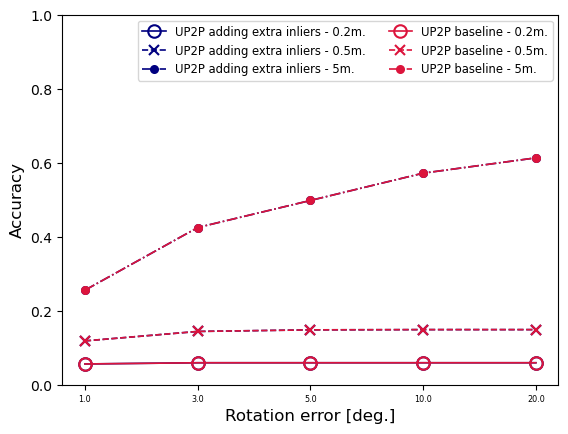 UP2P adding extra inliers - 0.2m.
UP2P adding extra inliers - 0.5m.
UP2P adding extra inliers - 5m.
UP2P baseline - 0.2m.
UP2P baseline - 0.5m.
UP2P baseline - 5m.
Accuracy
1.0
0.8
0.6
0.4
0.2
0.0
1.0 3.0 5.0 10.0 20.0
Rotation error [deg.]